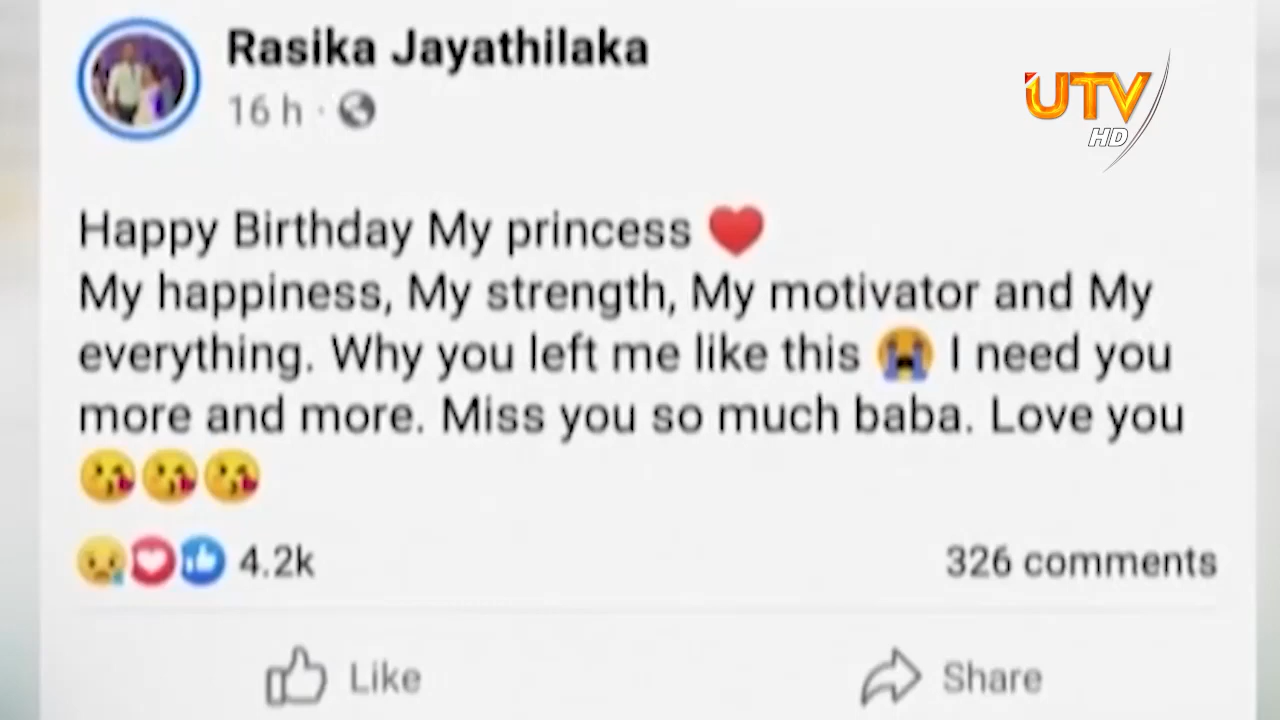 Rasika Jayathilaka
16 h ·
UTV
HD
Happy Birthday My princess ❤️
My happiness, My strength, My motivator and My
everything. Why you left me like this 😭 I need you
more and more. Miss you so much baba. Love you
😘😘😘
4.2k
326 comments
Like
Share